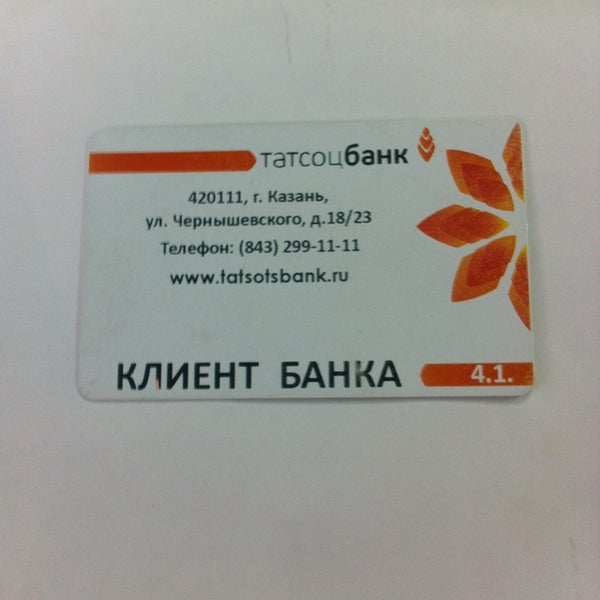 татсоцбанк
420111, г. Казань,
ул. Чернышевского, д.18/23
Телефон: (843) 299-11-11
www.tatsotsbank.ru
КЛИЕНТ БАНКА 4.1.